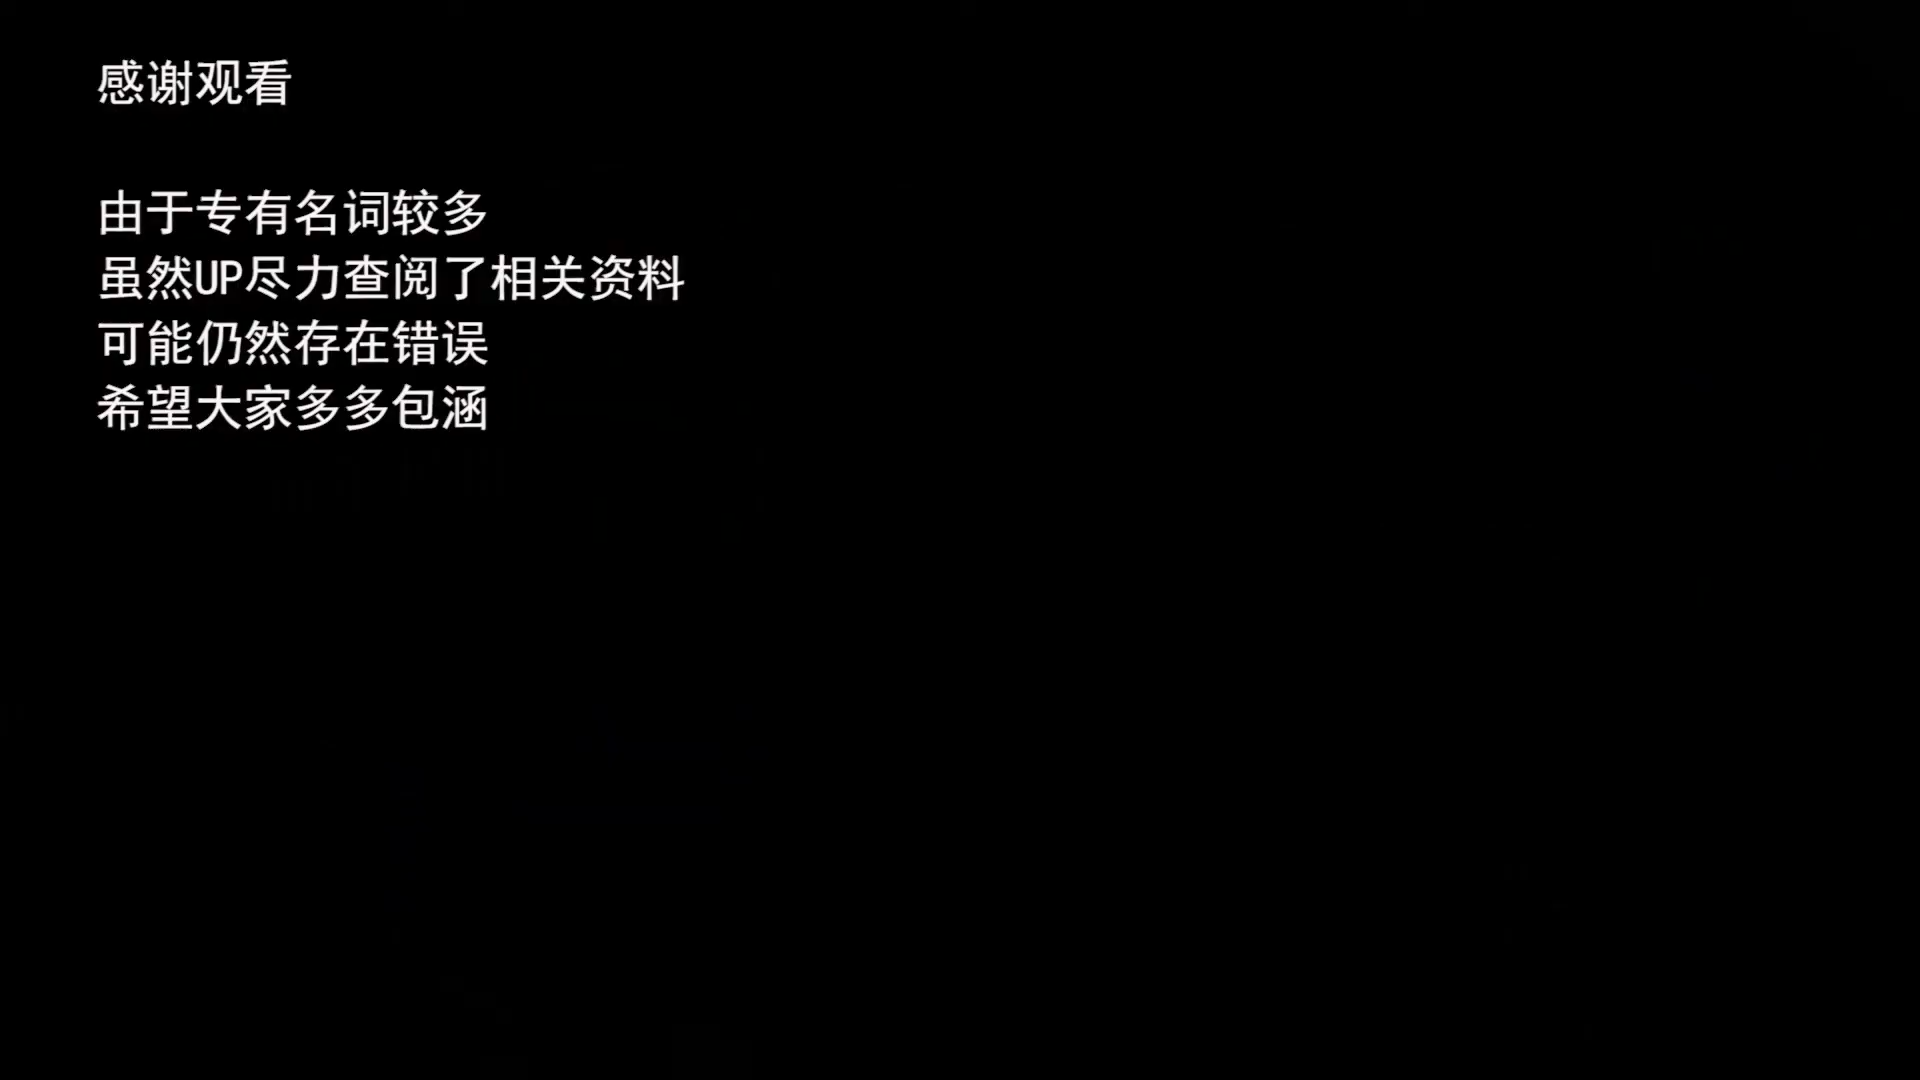 感谢观看
由于专有名词较多
虽然UP尽力查阅了相关资料
可能仍然存在错误
希望大家多多包涵